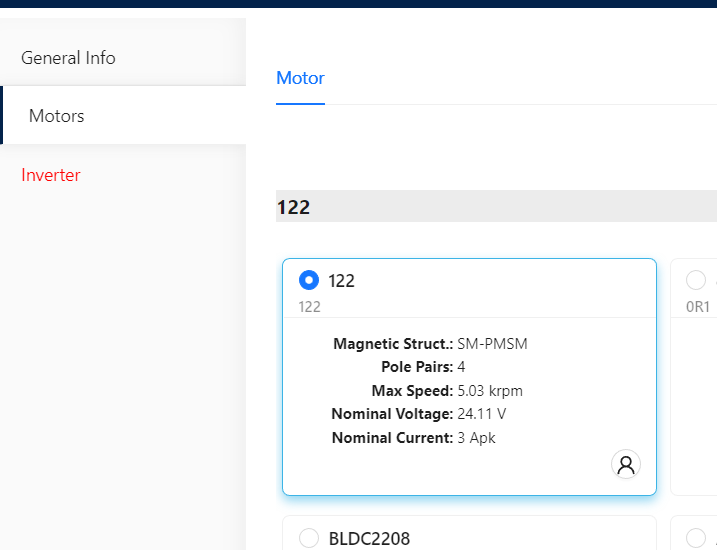 General Info
Motors
Inverter
Motor
122
122
122
Magnetic Struct.: SM-PMSM
Pole Pairs: 4
Max Speed: 5.03 krpm
Nominal Voltage: 24.11 V
Nominal Current: 3 Apk
0R1
BLDC2208